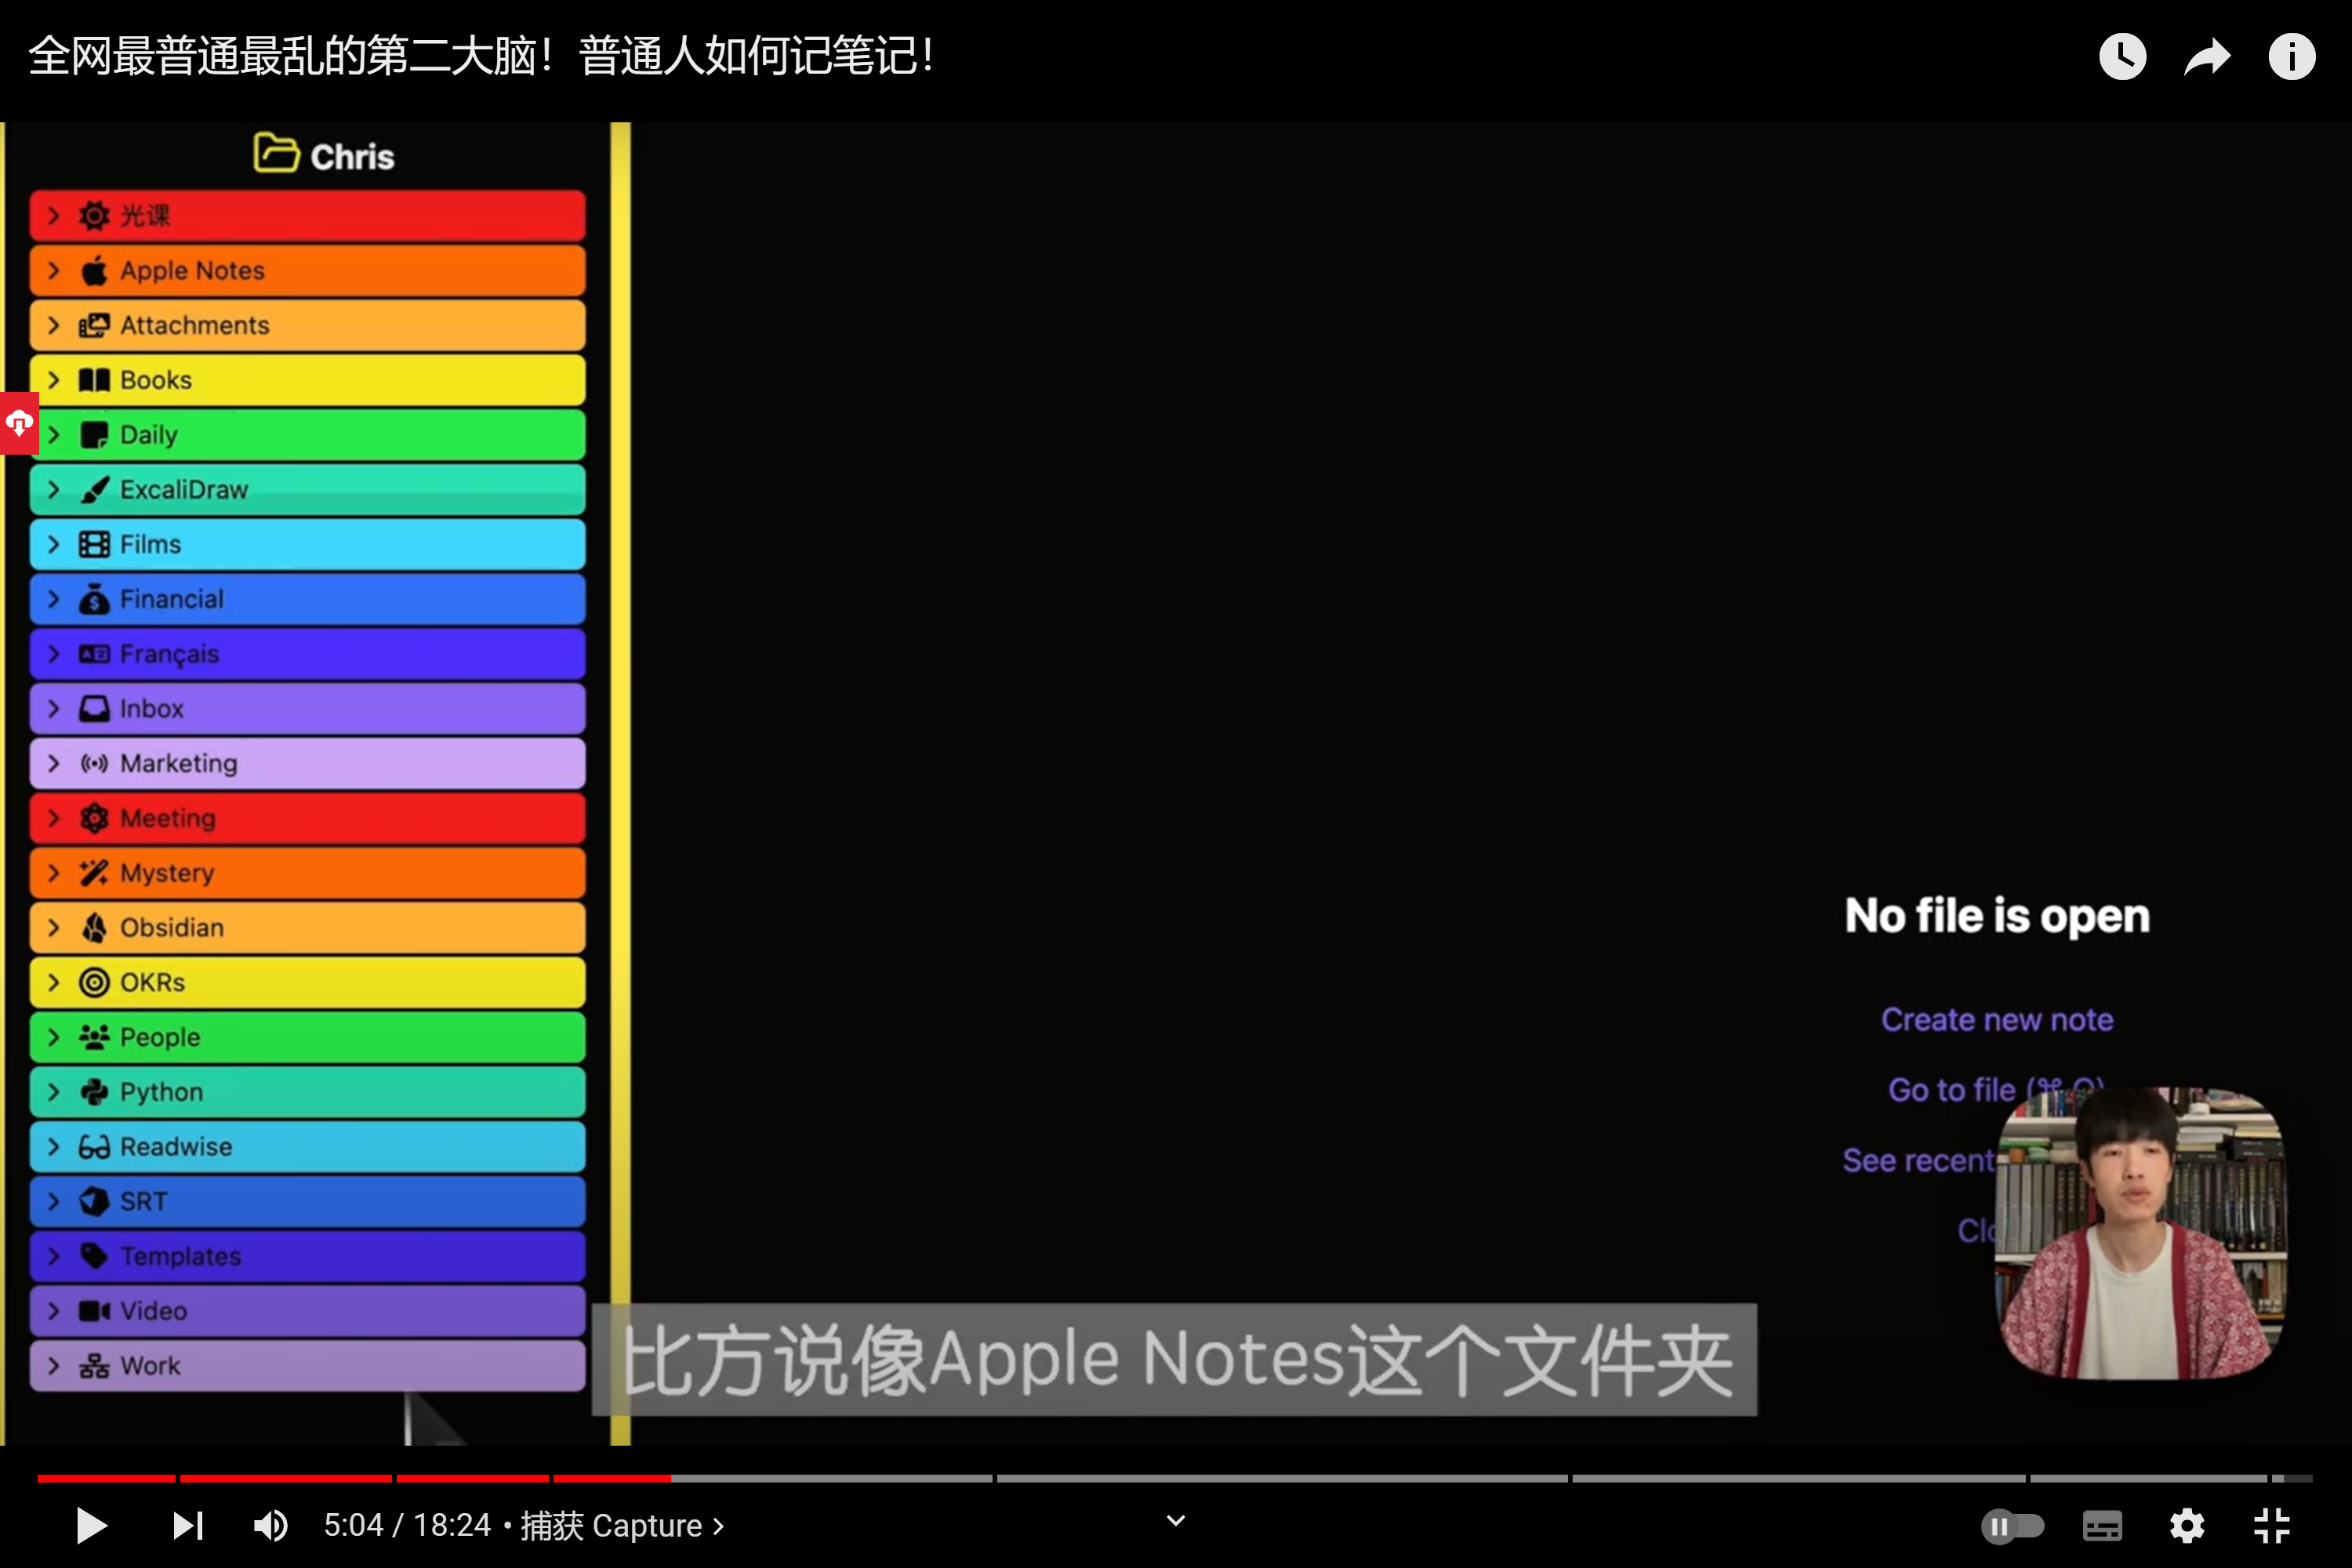 全网最普通最乱的第二大脑！普通人如何记笔记！
Chris
光课
Apple Notes
Attachments
Books
Daily
ExcaliDraw
Films
Financial
Français
Inbox
Marketing
Meeting
Mystery
Obsidian
OKRs
People
Python
Readwise
SRT
Templates
Video
Work
No file is open
Create new note
Go to file (⌘ O)
See recent
比方说像Apple Notes这个文件夹
5:04 / 18:24 • 捕获 Capture